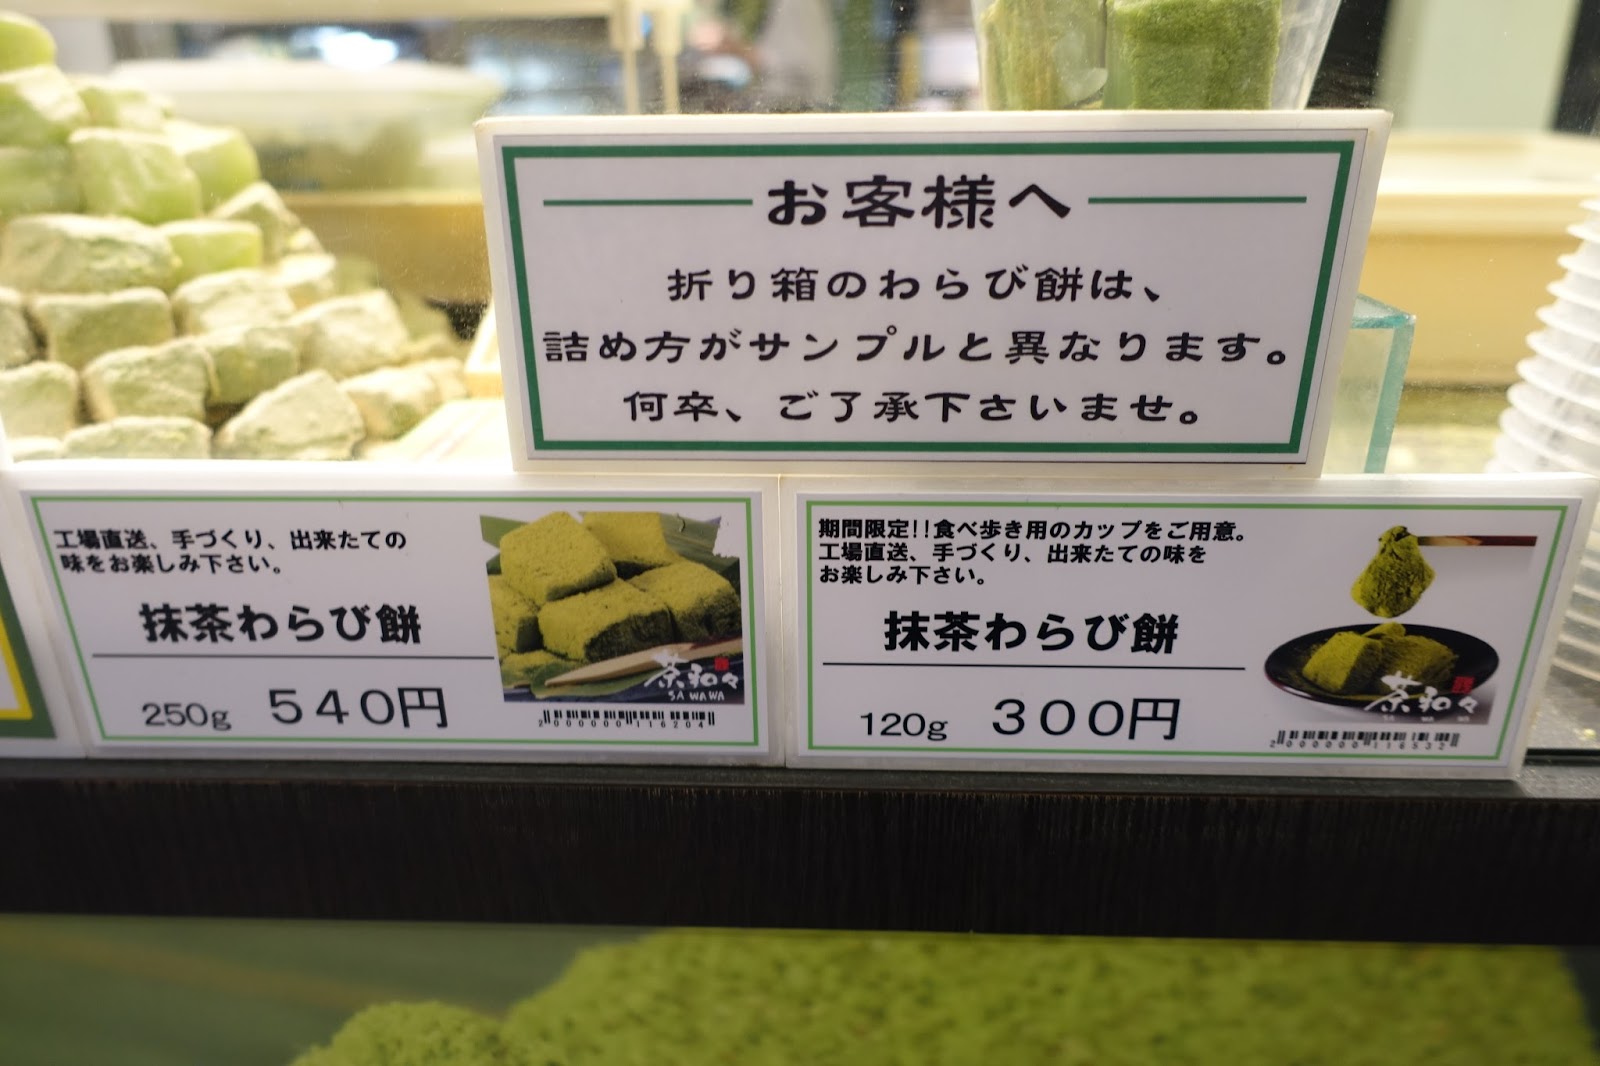 お客様へ
折り箱のわらび餅は、
詰め方がサンプルと異なります。
何卒、ご了承下さいませ。
工場直送、手づくり、出来たての
味をお楽しみ下さい。
抹茶わらび餅
250g 540円
茶和々
SAWAWA
2000000116204
期間限定!!食べ歩き用のカップをご用意。
工場直送、手づくり、出来たての味を
お楽しみ下さい。
抹茶わらび餅
120g 300円
茶和々
SA WA WA
2000000116532